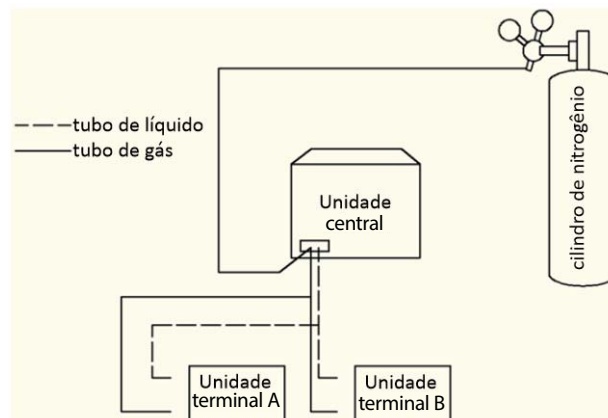 tubo de líquido
tubo de gás
Unidade
central
cilindro de nitrogênio
Unidade
terminal A
Unidade
terminal B